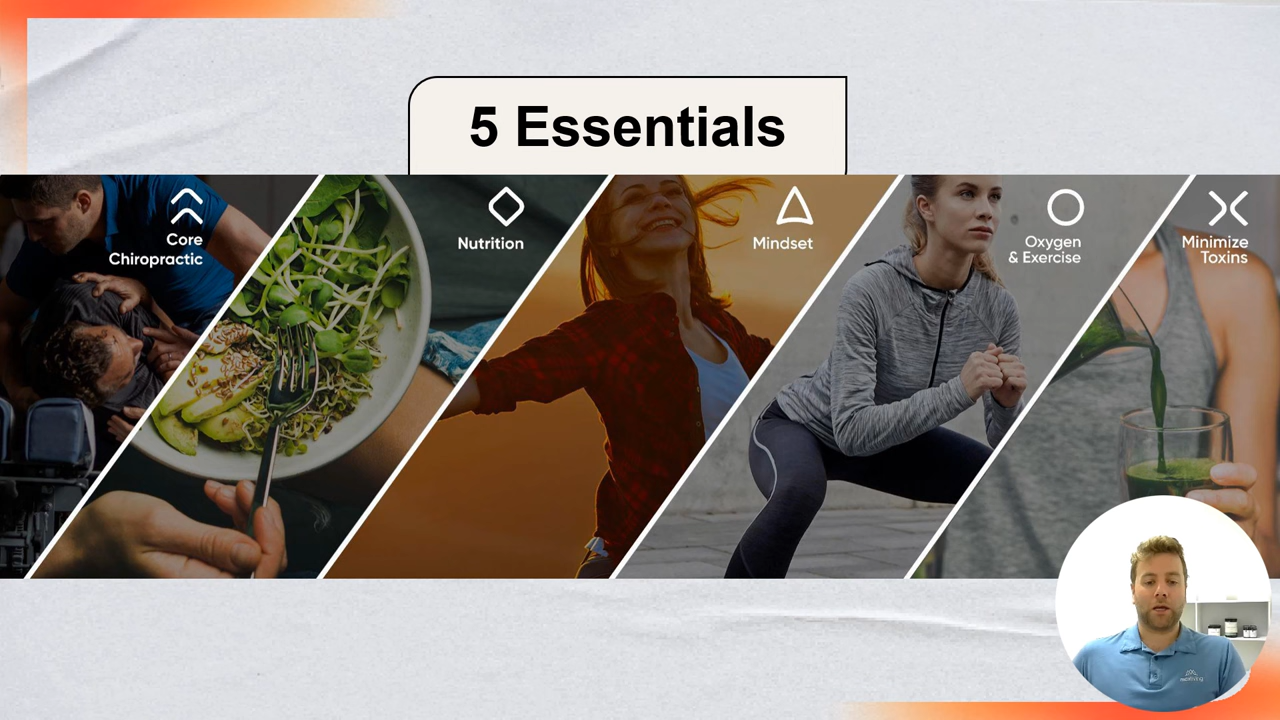 5 Essentials
Core
Chiropractic
Nutrition
Mindset
Oxygen
& Exercise
Minimize
Toxins